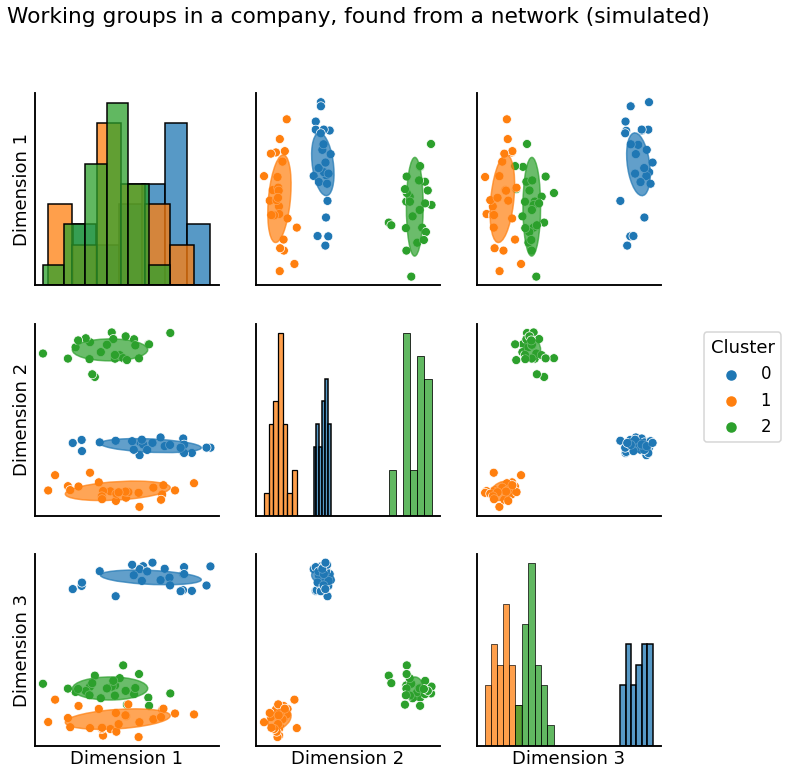 Working groups in a company, found from a network (simulated)
Dimension 1
Dimension 2
Cluster
0
1
2
Dimension 3
Dimension 1
Dimension 2
Dimension 3